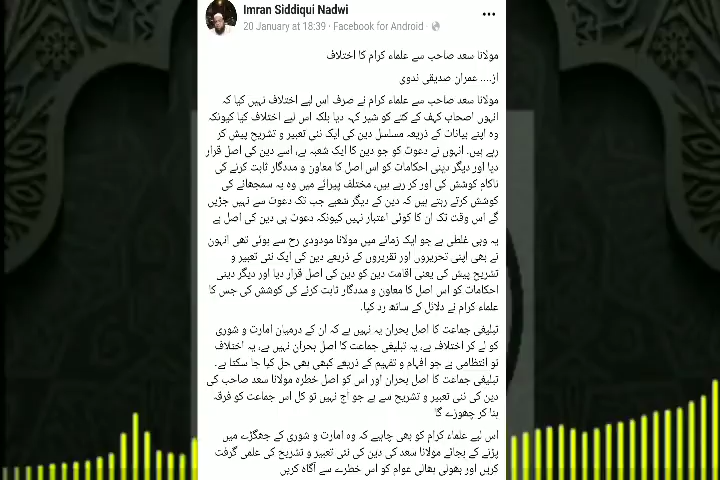 Imran Siddiqui Nadwi
20 January at 18:39 · Facebook for Android ·
مولانا سعد صاحب سے علماء کرام کا اختلاف
از.... عمران صدیقی ندوی
مولانا سعد صاحب سے علماء کرام نے صرف اس لیے اختلاف نہیں کیا کہ
انہوں اصحاب کہف کے کتے کو شیر کہہ دیا بلکہ اس لیے اختلاف کیا کیونکہ
وہ اپنے بیانات کے ذریعہ مسلسل دین کی ایک نئی تعبیر و تشریح پیش کر
رہے ہیں. انہوں نے دعوت کو جو دین کا ایک شعبہ ہے، اسے دین کی اصل قرار
دیا اور دیگر دینی احکامات کو اس اصل کا معاون و مددگار ثابت کرنے کی
ناکام کوشش کی اور کر رہے ہیں، مختلف پیرائے میں وہ یہ سمجھانے کی
کوشش کرتے رہتے ہیں کہ دین کے دیگر شعبے جب تک دعوت سے نہیں جڑیں
گے اس وقت تک ان کا کوئی اعتبار نہیں کیونکہ دعوت ہی دین کی اصل ہے
یہ وہی غلطی ہے جو ایک زمانے میں مولانا مودودی رح سے ہوئی تھی انہوں
نے بھی اپنی تحریروں اور تقریروں کے ذریعے دین کی ایک نئی تعبیر و
تشریح پیش کی یعنی اقامت دین کو دین کی اصل قرار دیا اور دیگر دینی
احکامات کو اس اصل کا معاون و مددگار ثابت کرنے کی کوشش کی جس کا
علماء کرام نے دلائل کے ساتھ رد کیا.
تبلیغی جماعت کا اصل بحران یہ نہیں ہے کہ ان کے درمیان امارت و شوری
کو لے کر اختلاف ہے، یہ تبلیغی جماعت کا اصل بحران نہیں ہے، یہ اختلاف
تو انتظامی ہے جو افہام و تفہیم کے ذریعے کبھی بھی حل کیا جا سکتا ہے.
تبلیغی جماعت کا اصل بحران اور اس کو اصل خطرہ مولانا سعد صاحب کی
دین کی نئی تعبیر و تشریح سے ہے جو آج نہیں تو کل اس جماعت کو فرقہ
بنا کر چھوڑے گا
اس لیے علماء کرام کو بھی چاہیے کہ وہ امارت و شوری کے جھگڑے میں
پڑنے کے بجائے مولانا سعد کی دین کی نئی تعبیر و تشریح کی علمی گرفت
کریں اور بھولی بھالی عوام کو اس خطرے سے آگاہ کریں